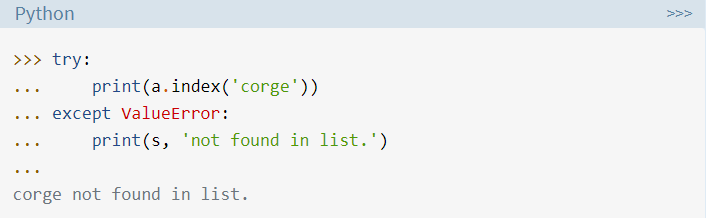 Python >>>
>>> try:
...     print(a.index('corge'))
... except ValueError:
...     print(s, 'not found in list.')
...
corge not found in list.